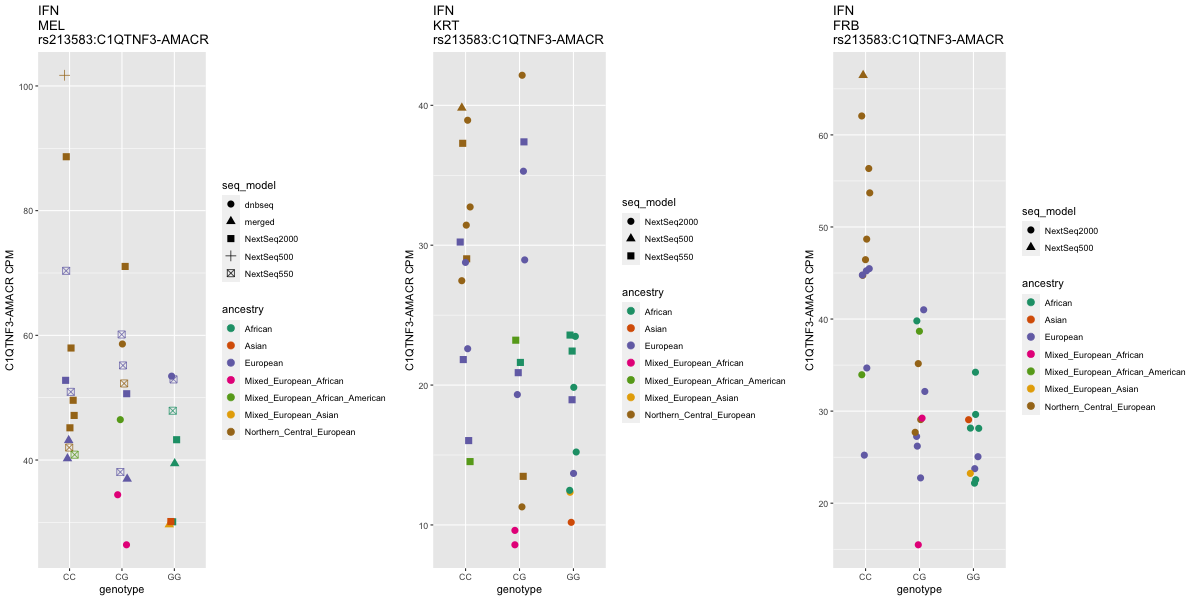 IFN
MEL
rs213583:C1QTNF3-AMACR
C1QTNF3-AMACR CPM
100
80
60
40
CC
CG
GG
genotype
seq_model
dnbseq
merged
NextSeq2000
NextSeq500
NextSeq550
ancestry
African
Asian
European
Mixed_European_African
Mixed_European_African_American
Mixed_European_Asian
Northern_Central_European
IFN
KRT
rs213583:C1QTNF3-AMACR
C1QTNF3-AMACR CPM
40
30
20
10
CC
CG
GG
genotype
seq_model
NextSeq2000
NextSeq500
NextSeq550
ancestry
African
Asian
European
Mixed_European_African
Mixed_European_African_American
Mixed_European_Asian
Northern_Central_European
IFN
FRB
rs213583:C1QTNF3-AMACR
C1QTNF3-AMACR CPM
60
50
40
30
20
CC
CG
GG
genotype
seq_model
NextSeq2000
NextSeq500
ancestry
African
Asian
European
Mixed_European_African
Mixed_European_African_American
Mixed_European_Asian
Northern_Central_European